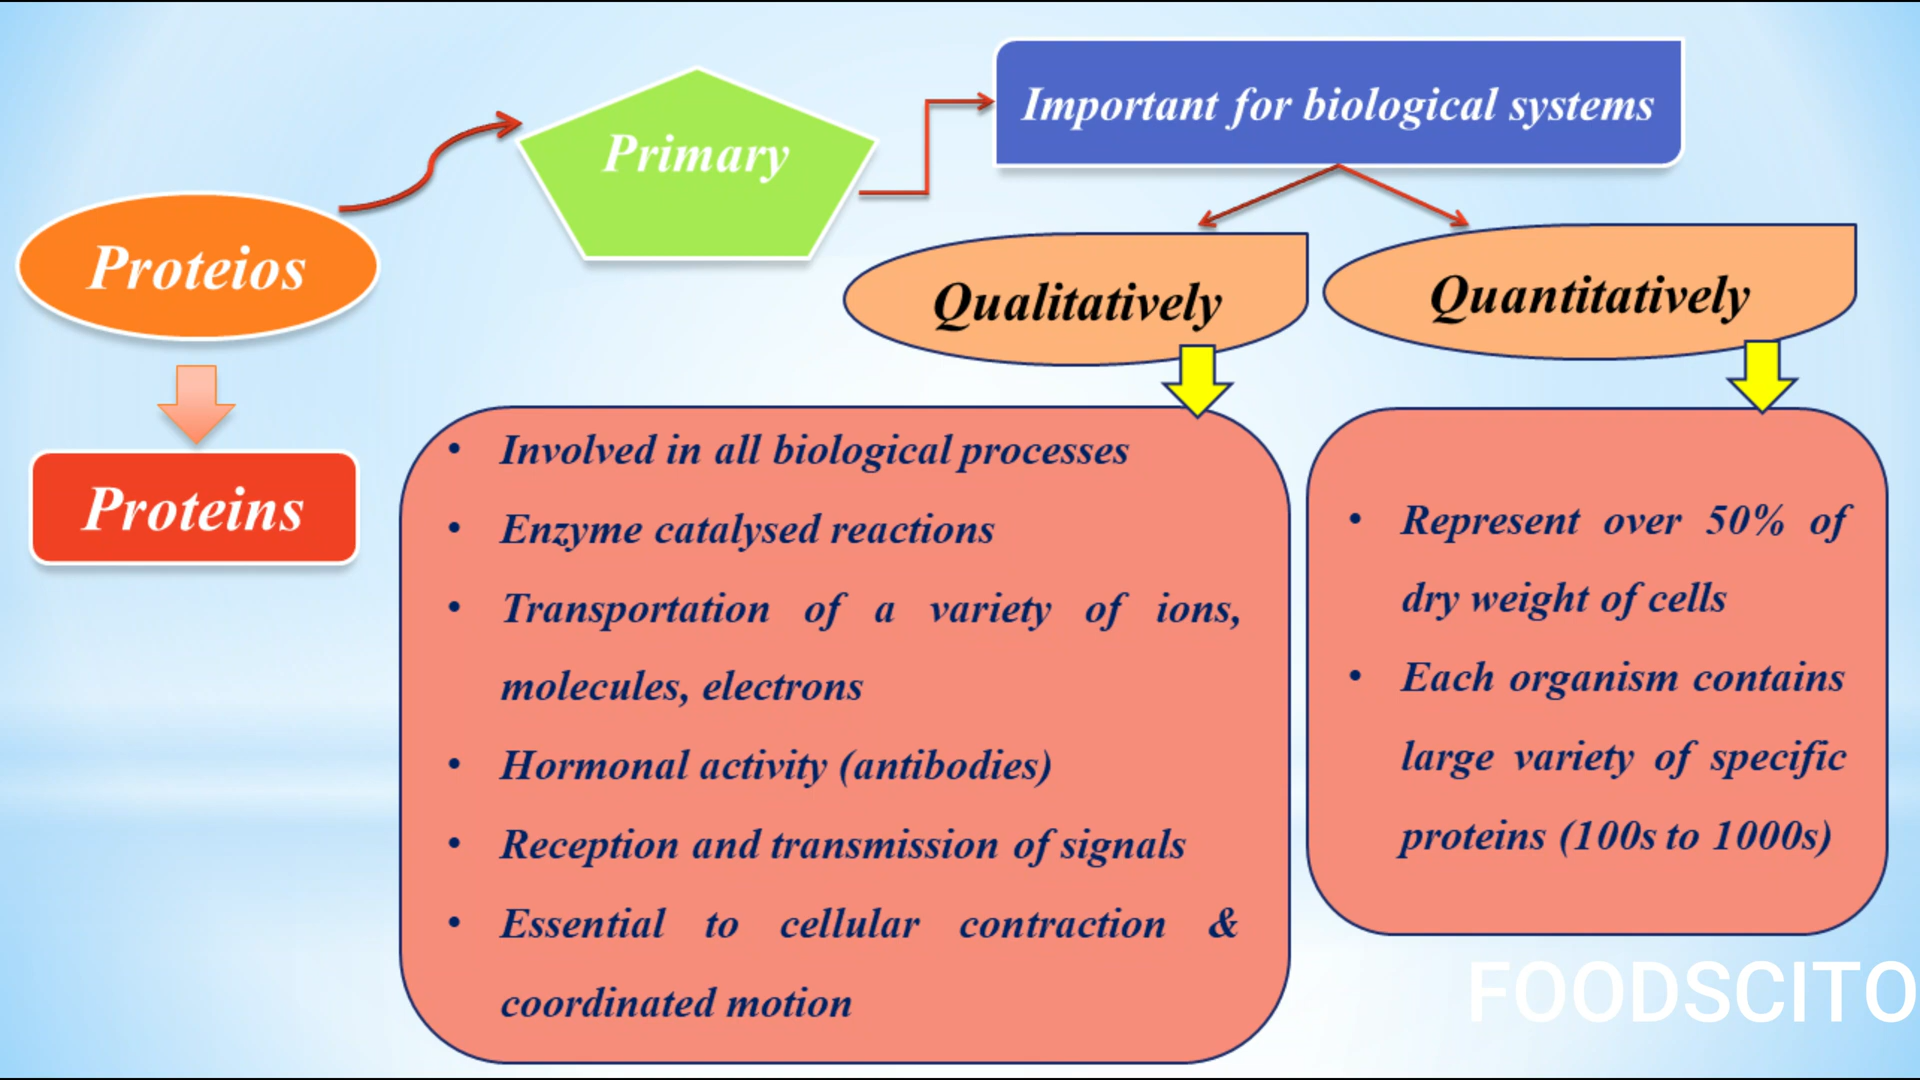 Proteios
Proteins
Primary
Important for biological systems
Qualitatively
• Involved in all biological processes
• Enzyme catalysed reactions
• Transportation of a variety of ions,
molecules, electrons
• Hormonal activity (antibodies)
• Reception and transmission of signals
• Essential to cellular contraction &
coordinated motion
Quantitatively
• Represent over 50% of
dry weight of cells
• Each organism contains
large variety of specific
proteins (100s to 1000s)
FOODSCITO